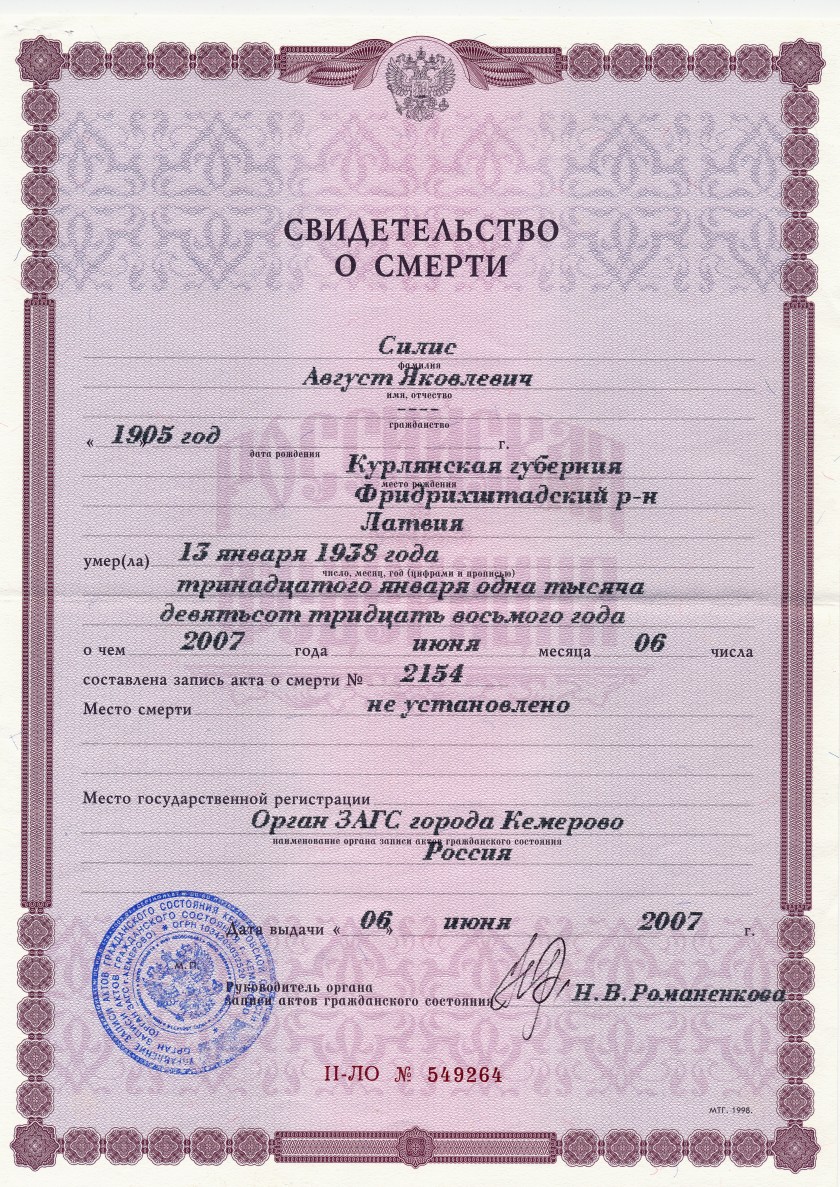 СВИДЕТЕЛЬСТВО
О СМЕРТИ
Силис
фамилия
Август Яковлевич
имя, отчество
----
гражданство
« 1905 год » г.
дата рождения
Курлянская губерния
место рождения
Фридрихштадский р-н
Латвия
умер(ла) 13 января 1938 года
число, месяц, год (цифрами и прописью)
тринадцатого января одна тысяча
девятьсот тридцать восьмого года
о чем 2007 года июня месяца 06 числа
составлена запись акта о смерти № 2154
Место смерти не установлено
Место государственной регистрации
Орган ЗАГС города Кемерово
наименование органа записи актов гражданского состояния
Россия
Дата выдачи « 06 » июня 2007 г.
М.П.
Руководитель органа
записи актов гражданского состояния Н.В.Романенкова
II-ЛО № 549264
МТГ. 1998.